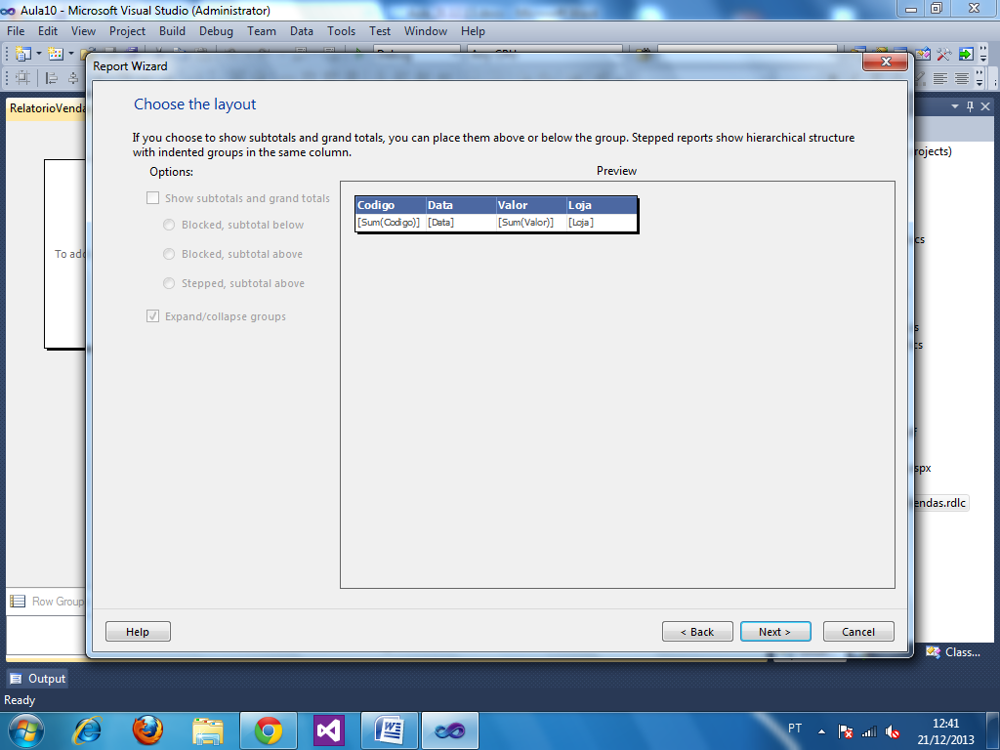 Aula10 - Microsoft Visual Studio (Administrator)
File Edit View Project Build Debug Team Data Tools Test Window Help
Report Wizard
RelatorioVenda
Choose the layout
If you choose to show subtotals and grand totals, you can place them above or below the group. Stepped reports show hierarchical structure
with indented groups in the same column.
Options:
Preview
Show subtotals and grand totals
Blocked, subtotal below
Blocked, subtotal above
Stepped, subtotal above
Expand/collapse groups
Codigo Data Valor Loja
[Sum(Codigo)] [Data] [Sum(Valor)] [Loja]
To add
rojects)
cs
s
cs
f
spx
endas.rdlc
Row Group
Help
< Back
Next >
Cancel
Class...
Output
Ready
PT
12:41
21/12/2013